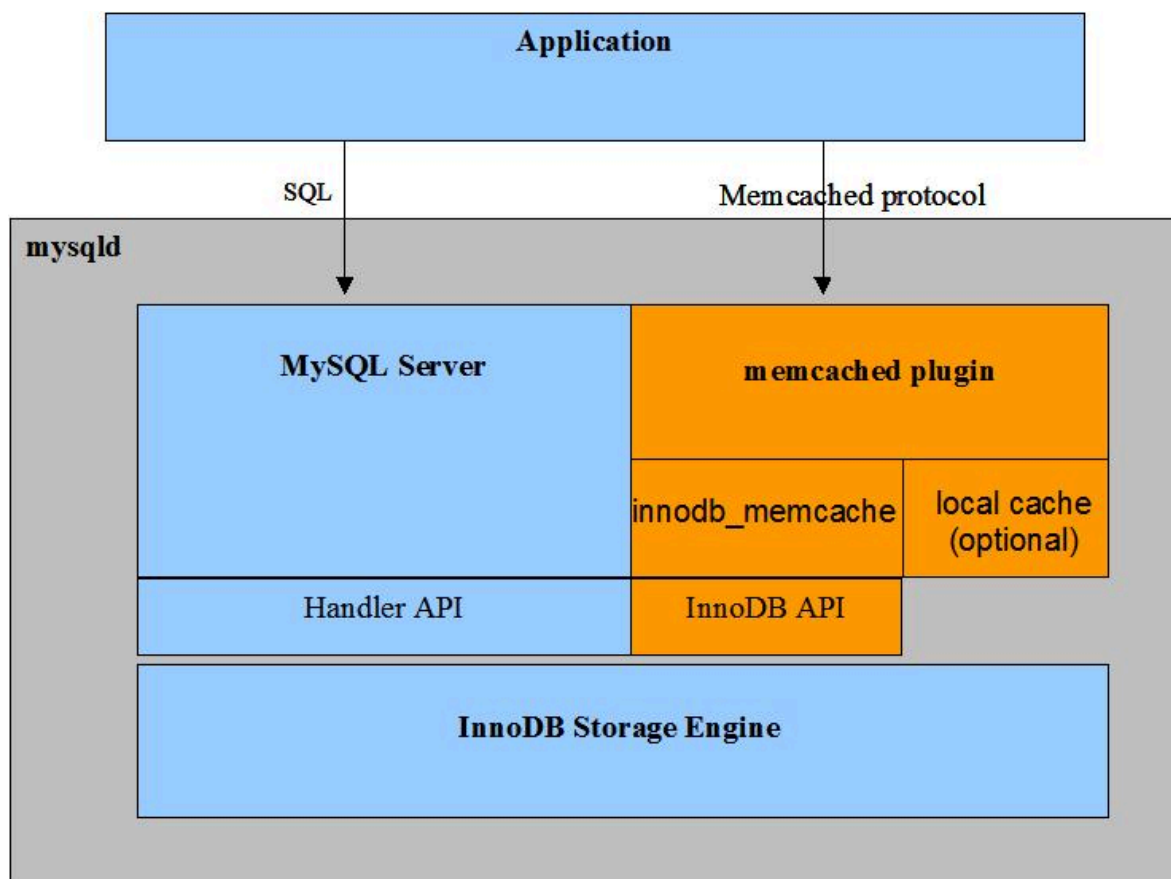 Application
SQL
Memcached protocol
mysqld
MySQL Server
memcached plugin
innodb_memcache
local cache
(optional)
Handler API
InnoDB API
InnoDB Storage Engine